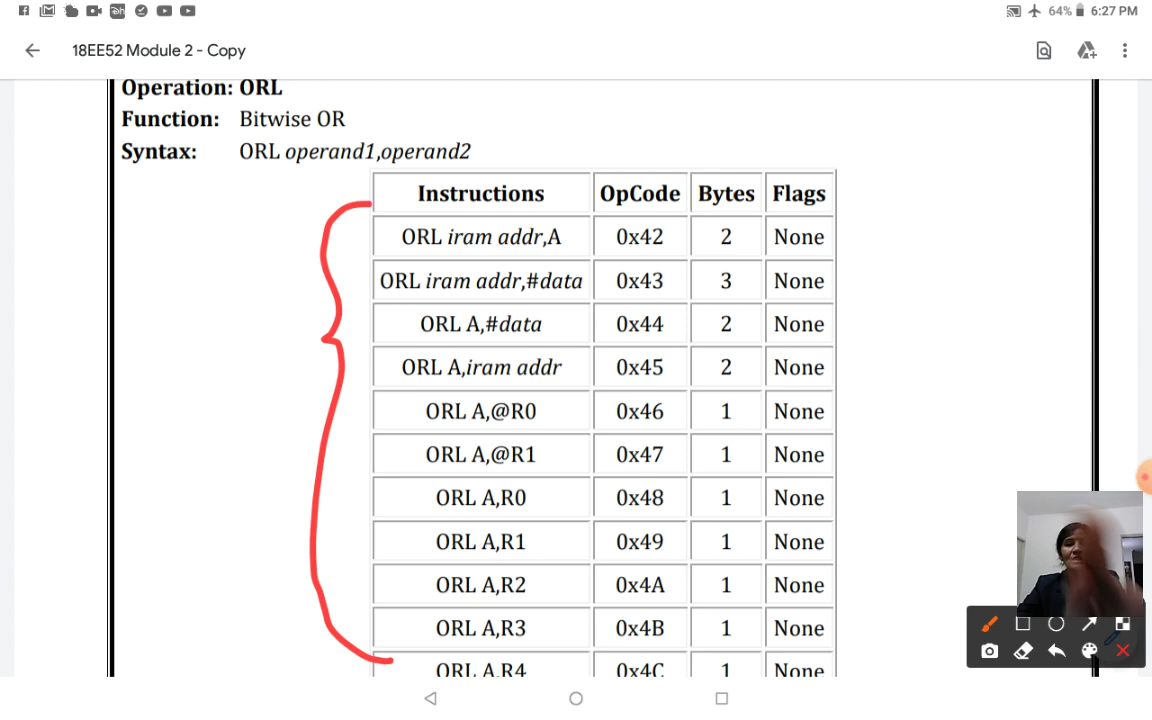 64% 6:27 PM
18EE52 Module 2 - Copy
Operation: ORL
Function: Bitwise OR
Syntax: ORL operand1,operand2
Instructions OpCode Bytes Flags
ORL iram addr,A 0x42 2 None
ORL iram addr,#data 0x43 3 None
ORL A,#data 0x44 2 None
ORL A,iram addr 0x45 2 None
ORL A,@R0 0x46 1 None
ORL A,@R1 0x47 1 None
ORL A,R0 0x48 1 None
ORL A,R1 0x49 1 None
ORL A,R2 0x4A 1 None
ORL A,R3 0x4B 1 None
ORL A,R4 0x4C 1 None